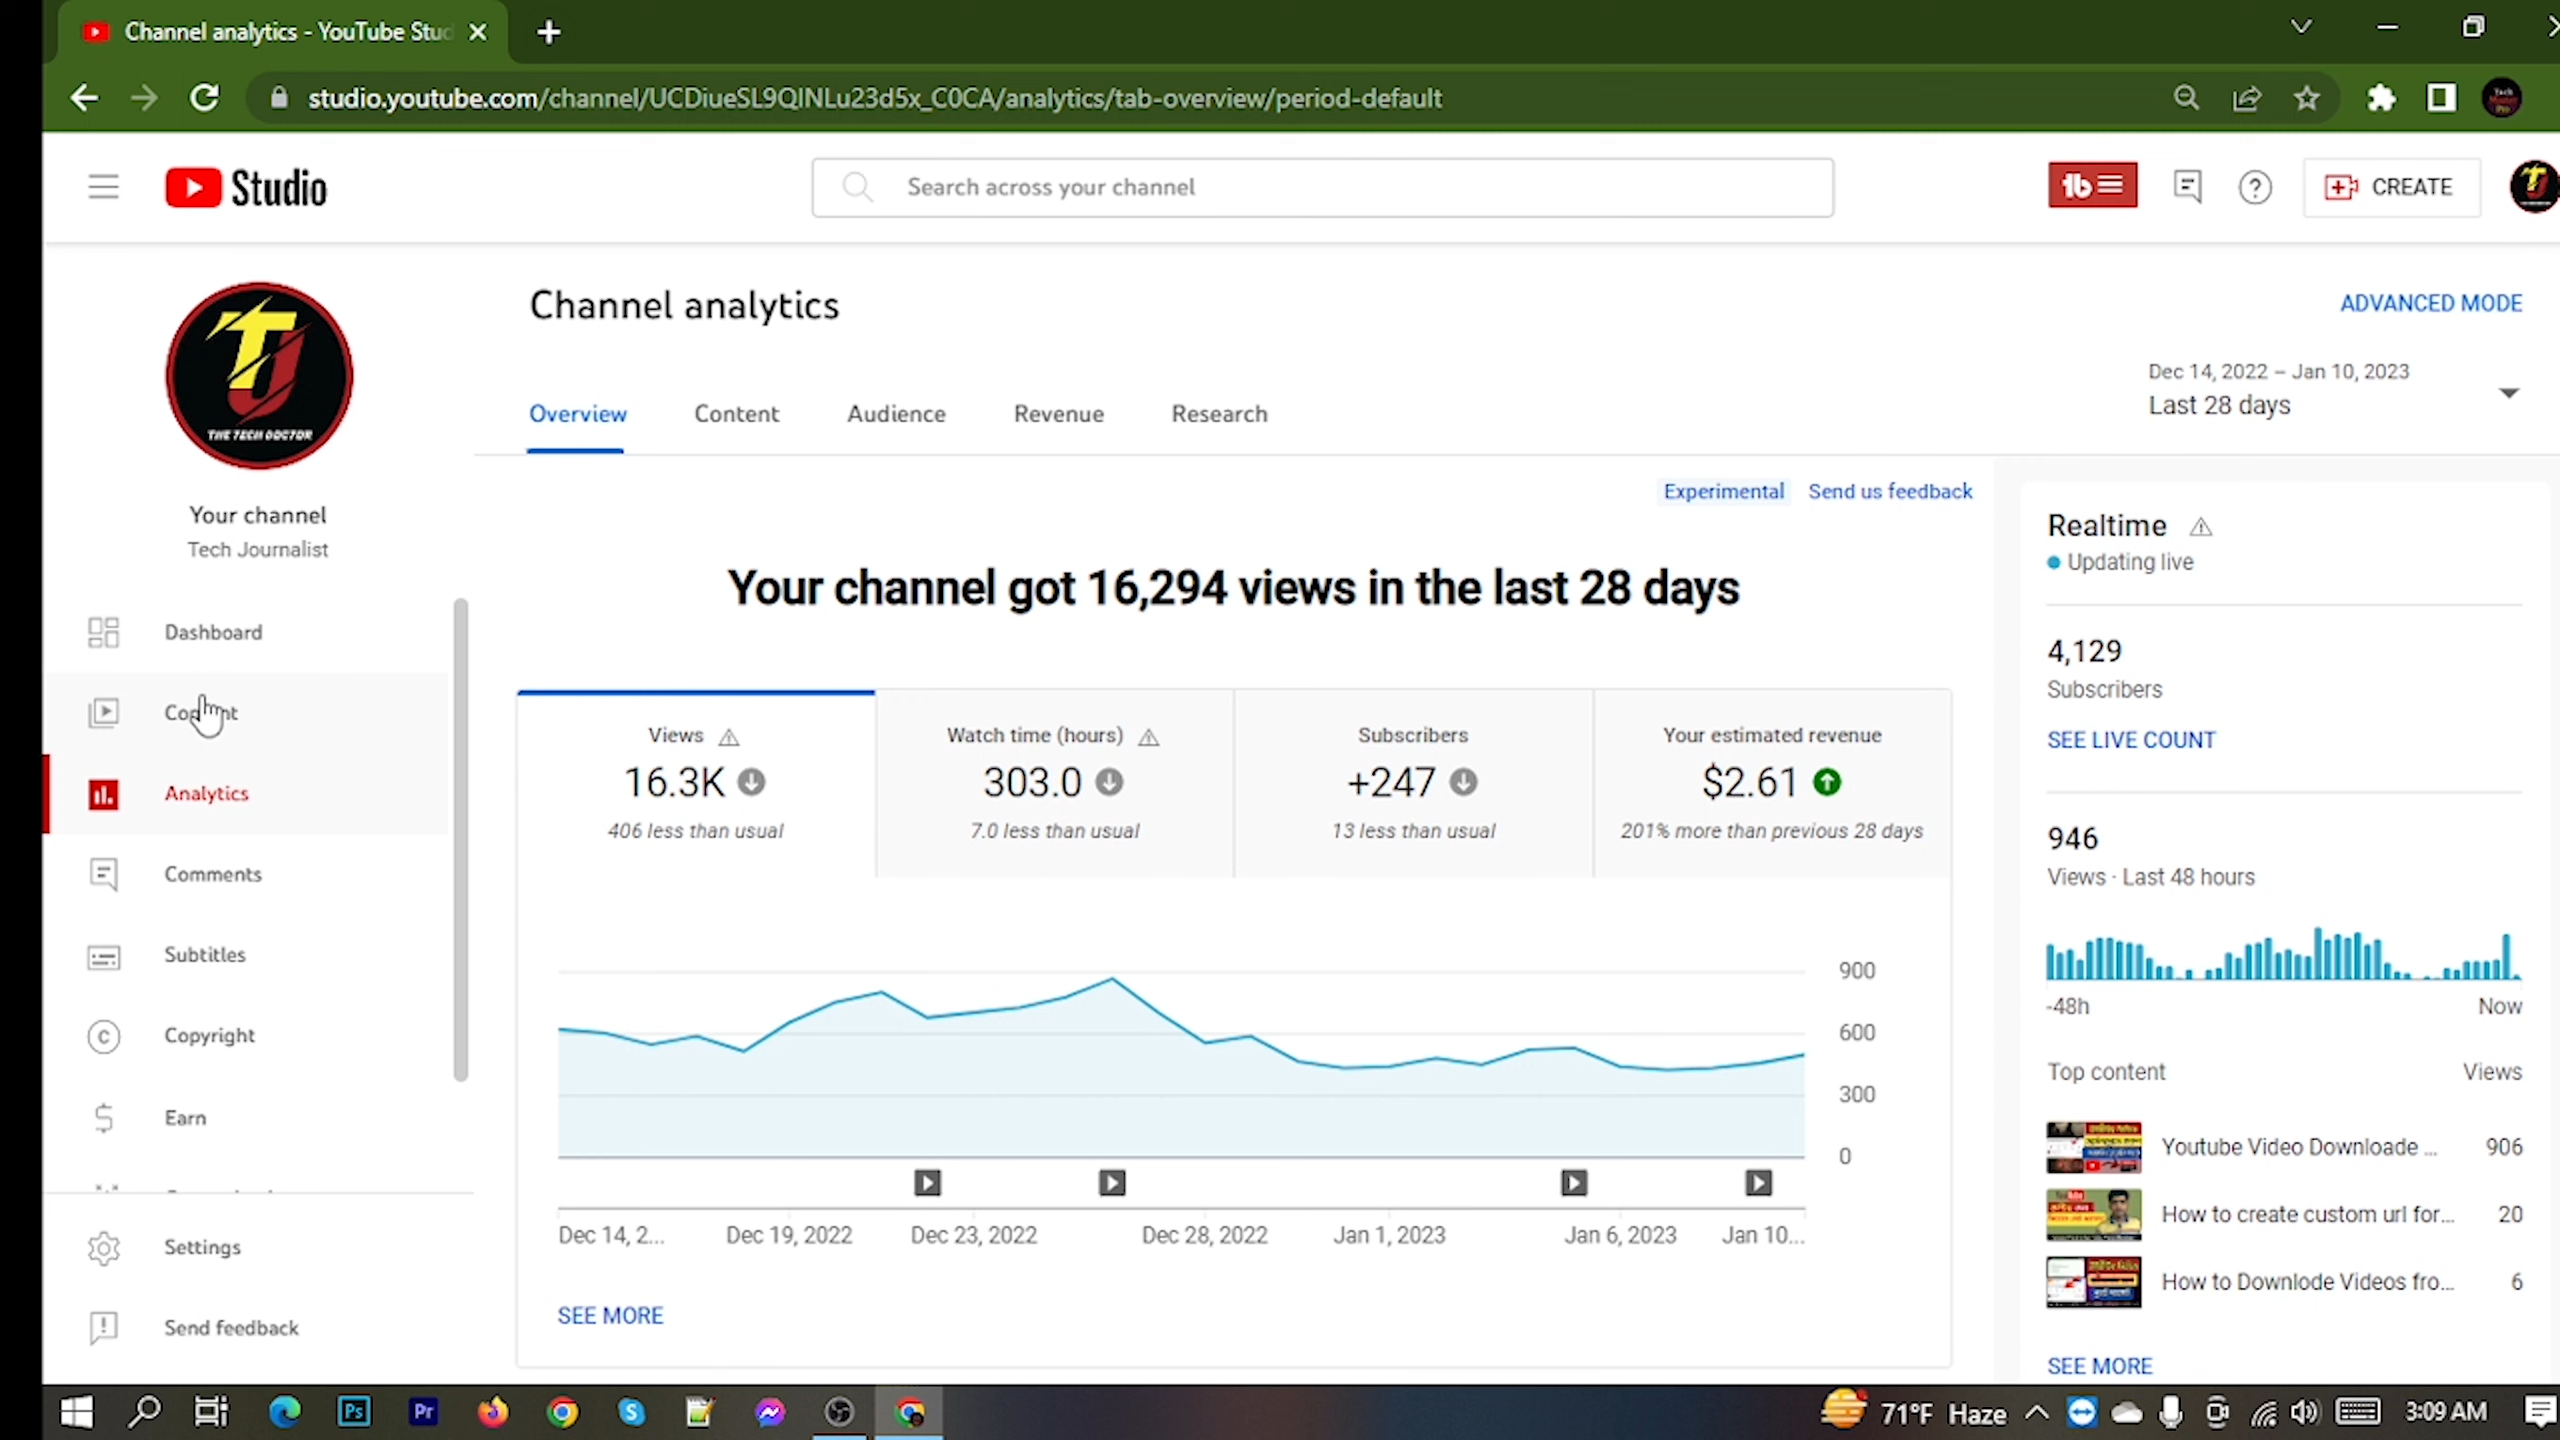 Channel analytics - YouTube Stud
studio.youtube.com/channel/UCDiueSL9QINLu23d5x_C0CA/analytics/tab-overview/period-default
Studio
Search across your channel
CREATE
THE TECH DOCTOR
Your channel
Tech Journalist
Dashboard
Content
Analytics
Comments
Subtitles
Copyright
Earn
Settings
Send feedback
Channel analytics
ADVANCED MODE
Dec 14, 2022 – Jan 10, 2023
Last 28 days
Overview Content Audience Revenue Research
Experimental Send us feedback
Your channel got 16,294 views in the last 28 days
Views Watch time (hours) Subscribers Your estimated revenue
16.3K 303.0 +247 $2.61
406 less than usual 7.0 less than usual 13 less than usual 201% more than previous 28 days
900
600
300
0
Dec 14, 2... Dec 19, 2022 Dec 23, 2022 Dec 28, 2022 Jan 1, 2023 Jan 6, 2023 Jan 10...
SEE MORE
Realtime
Updating live
4,129
Subscribers
SEE LIVE COUNT
946
Views · Last 48 hours
-48h Now
Top content Views
Youtube Video Downloade ... 906
How to create custom url for... 20
How to Downlode Videos fro... 6
SEE MORE
Ps Pr
71°F Haze 3:09 AM